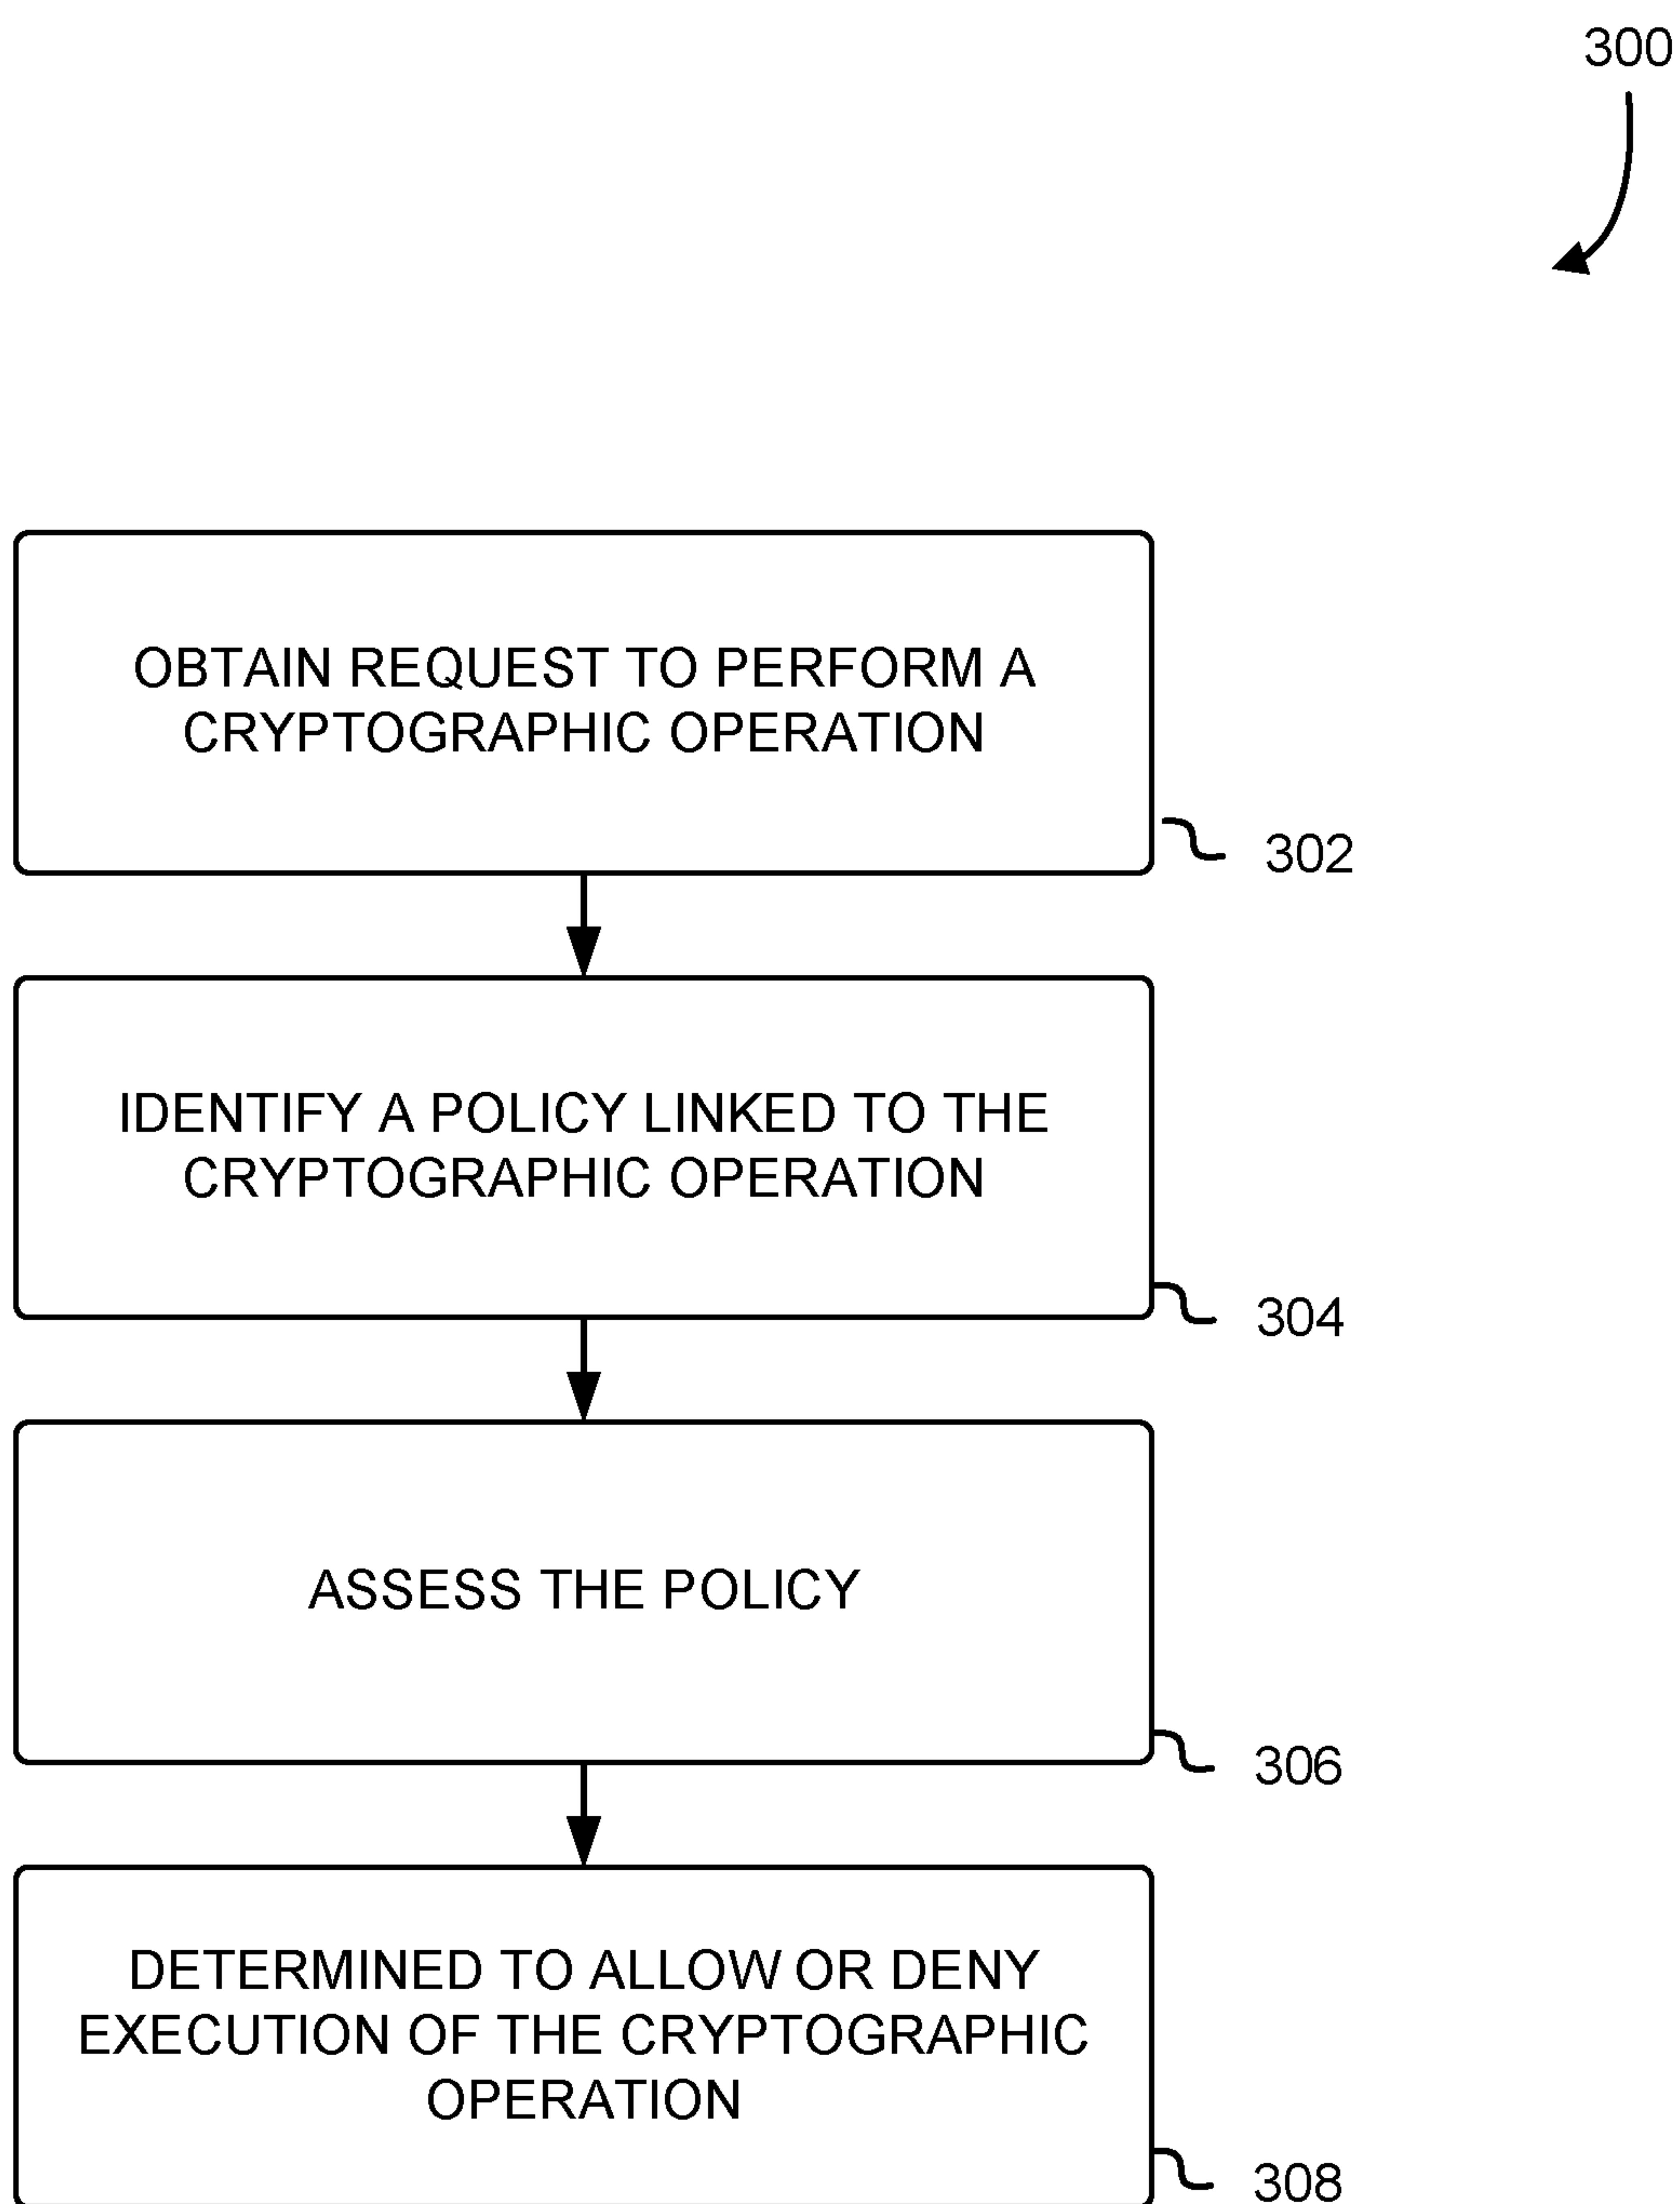 300
OBTAIN REQUEST TO PERFORM A
CRYPTOGRAPHIC OPERATION
302
IDENTIFY A POLICY LINKED TO THE
CRYPTOGRAPHIC OPERATION
304
ASSESS THE POLICY
306
DETERMINED TO ALLOW OR DENY
EXECUTION OF THE CRYPTOGRAPHIC
OPERATION
308